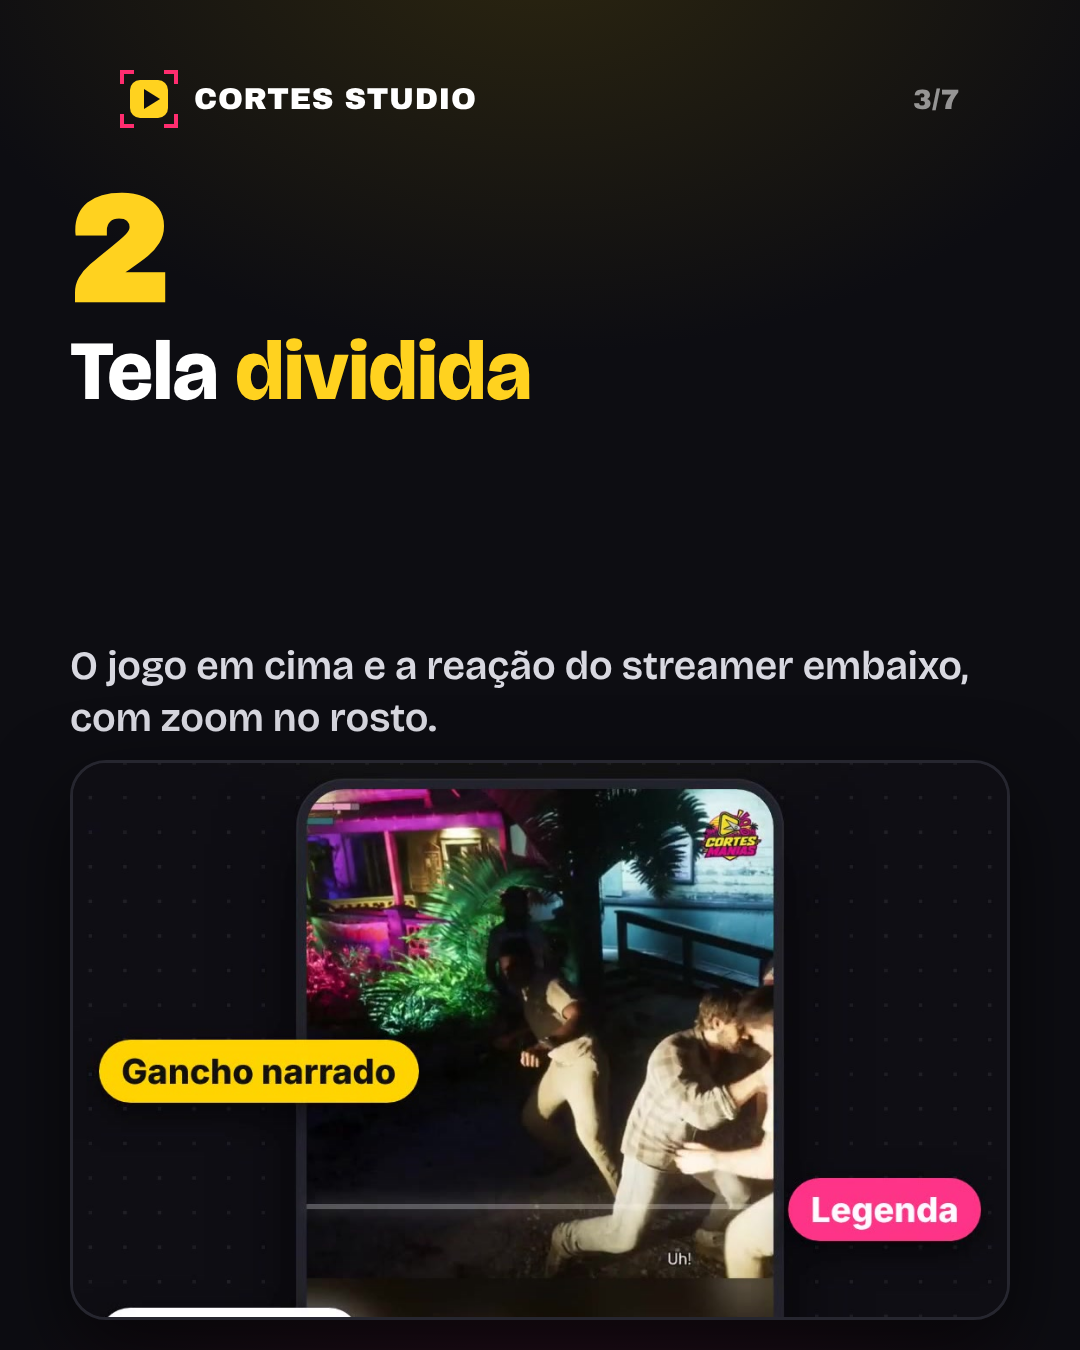 CORTES STUDIO
3/7
2
Tela dividida
O jogo em cima e a reação do streamer embaixo,
com zoom no rosto.
CORTES
MANIAS
Gancho narrado
Legenda
Uh!